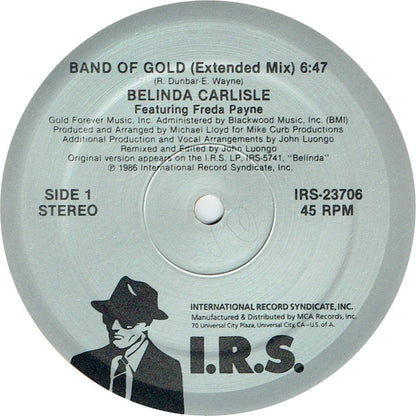 BAND OF GOLD (Extended Mix) 6:47
(R. Dunbar-E. Wayne)
BELINDA CARLISLE
Featuring Freda Payne
Gold Forever Music, Inc. Administered by Blackwood Music, Inc. (BMI)
Produced and Arranged by Michael Lloyd for Mike Curb Productions
Additional Production and Vocal Arrangements by John Luongo
Remixed and Edited by John Luongo
Original version appears on the I.R.S. LP, IRS-5741, "Belinda"
℗ 1986 International Record Syndicate, Inc.
SIDE 1
STEREO
IRS-23706
45 RPM
INTERNATIONAL RECORD SYNDICATE, INC.
Manufactured & Distributed by MCA Records, Inc.
70 Universal City Plaza, Universal City, CA - U.S. of A.
I.R.S.